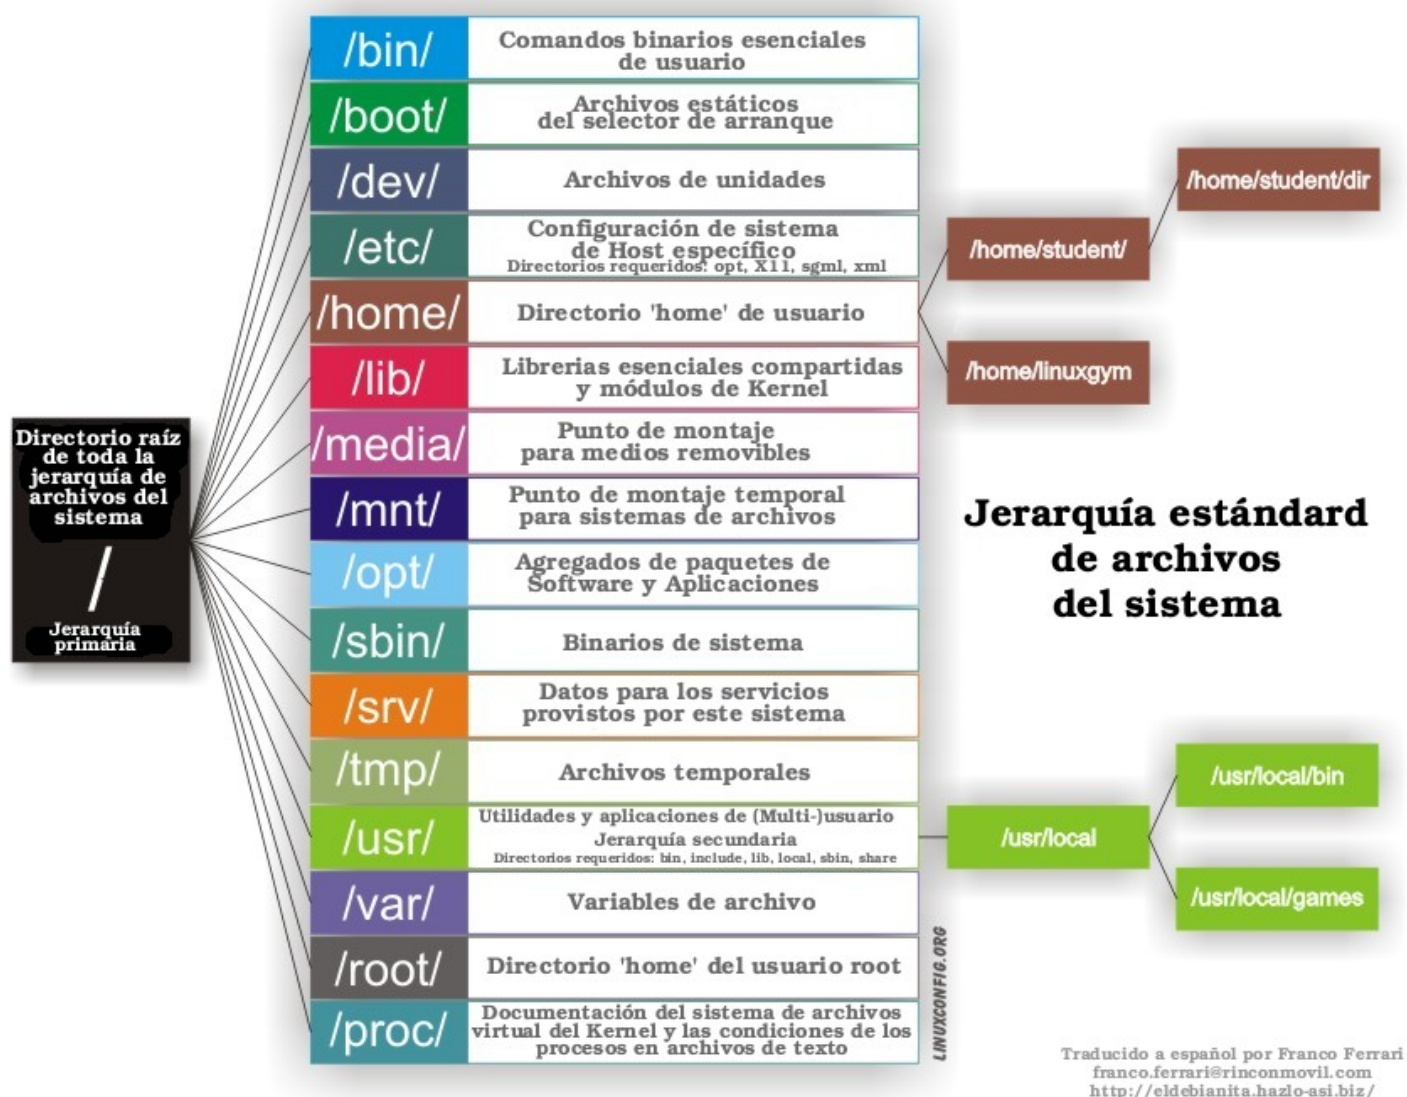 Directorio raíz
de toda la
jerarquía de
archivos del
sistema
/
Jerarquía
primaria
/bin/
Comandos binarios esenciales
de usuario
/boot/
Archivos estáticos
del selector de arranque
/dev/
Archivos de unidades
/etc/
Configuración de sistema
de Host específico
Directorios requeridos: opt, X11, sgml, xml
/home/
Directorio 'home' de usuario
/home/student/
/home/student/dir
/home/linuxgym
/lib/
Librerias esenciales compartidas
y módulos de Kernel
/media/
Punto de montaje
para medios removibles
/mnt/
Punto de montaje temporal
para sistemas de archivos
/opt/
Agregados de paquetes de
Software y Aplicaciones
/sbin/
Binarios de sistema
/srv/
Datos para los servicios
provistos por este sistema
/tmp/
Archivos temporales
/usr/
Utilidades y aplicaciones de (Multi-)usuario
Jerarquía secundaria
Directorios requeridos: bin, include, lib, local, sbin, share
/usr/local
/usr/local/bin
/usr/local/games
/var/
Variables de archivo
/root/
Directorio 'home' del usuario root
/proc/
Documentación del sistema de archivos
virtual del Kernel y las condiciones de los
procesos en archivos de texto
Jerarquía estándard
de archivos
del sistema
LINUXCONFIG.ORG
Traducido a español por Franco Ferrari
franco.ferrari@rinconmovil.com
http://eldebianita.hazlo-asi.biz/